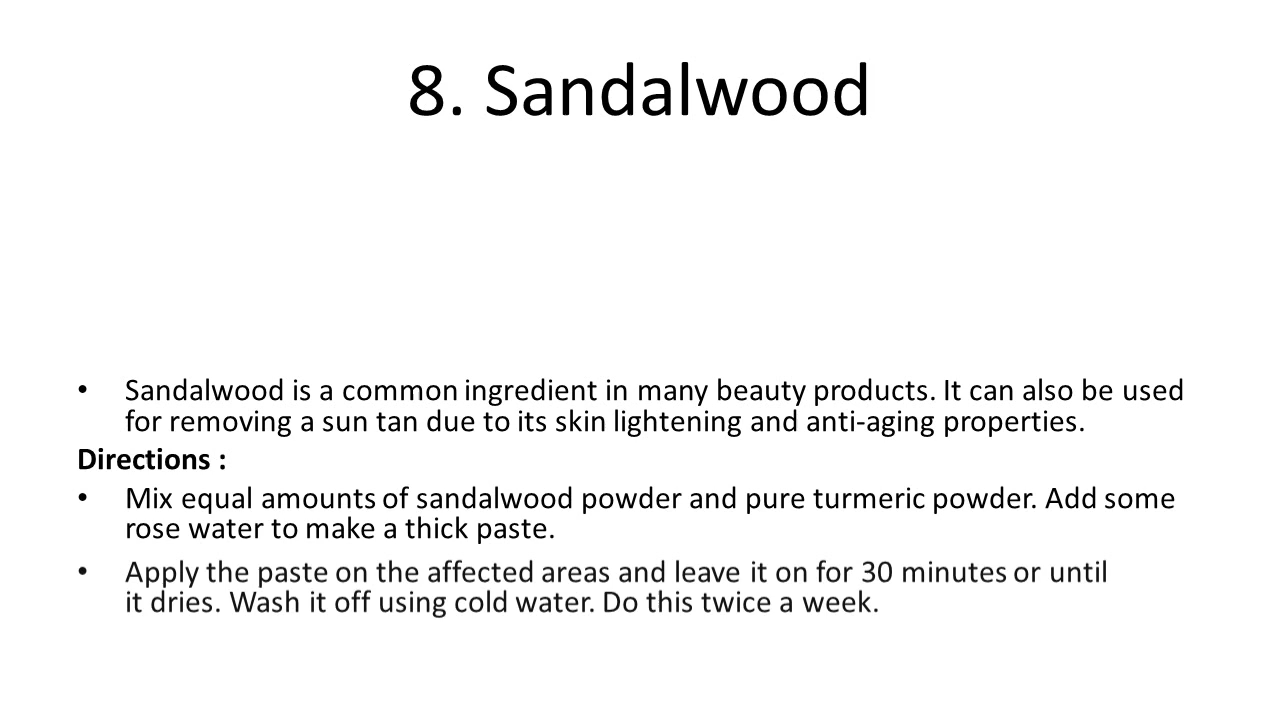 8. Sandalwood
• Sandalwood is a common ingredient in many beauty products. It can also be used
for removing a sun tan due to its skin lightening and anti-aging properties.
Directions :
• Mix equal amounts of sandalwood powder and pure turmeric powder. Add some
rose water to make a thick paste.
• Apply the paste on the affected areas and leave it on for 30 minutes or until
it dries. Wash it off using cold water. Do this twice a week.